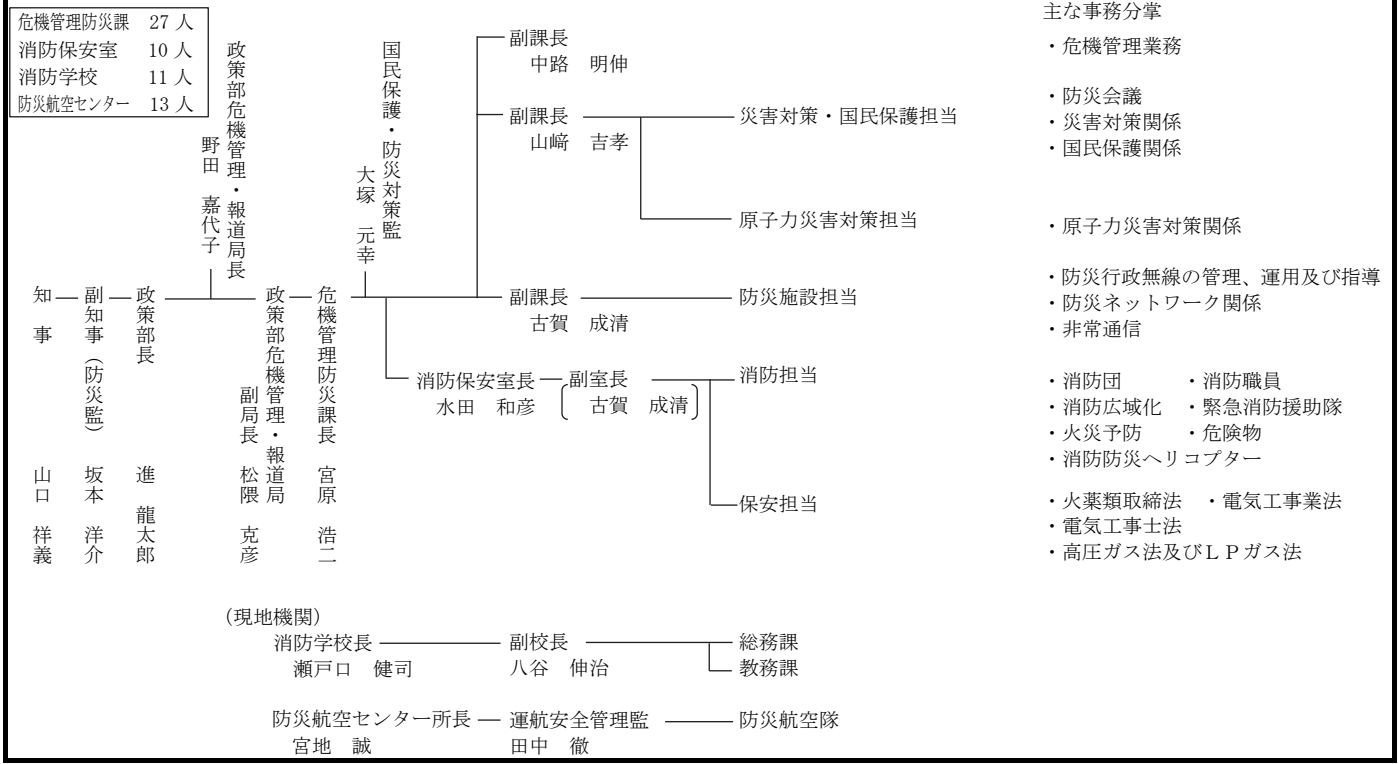 危機管理防災課 27 人
消防保安室 10 人
消防学校 11 人
防災航空センター 13 人
知事 山口 祥義
副知事（防災監） 坂本 洋介
政策部長 進 龍太郎
政策部危機管理・報道局長
野田 嘉代子
政策部危機管理・報道局
副局長 松隈 克彦
危機管理防災課長 宮原 浩二
国民保護・防災対策監
大塚 元幸
副課長
中路 明伸
副課長
山﨑 吉孝
災害対策・国民保護担当
原子力災害対策担当
副課長
古賀 成清
防災施設担当
消防保安室長
水田 和彦
副室長
古賀 成清
消防担当
保安担当
主な事務分掌
・危機管理業務
・防災会議
・災害対策関係
・国民保護関係
・原子力災害対策関係
・防災行政無線の管理、運用及び指導
・防災ネットワーク関係
・非常通信
・消防団 ・消防職員
・消防広域化 ・緊急消防援助隊
・火災予防 ・危険物
・消防防災ヘリコプター
・火薬類取締法 ・電気工事業法
・電気工事士法
・高圧ガス法及びＬＰガス法
（現地機関）
消防学校長
瀬戸口 健司
副校長
八谷 伸治
総務課
教務課
防災航空センター所長
宮地 誠
運航安全管理監
田中 徹
防災航空隊